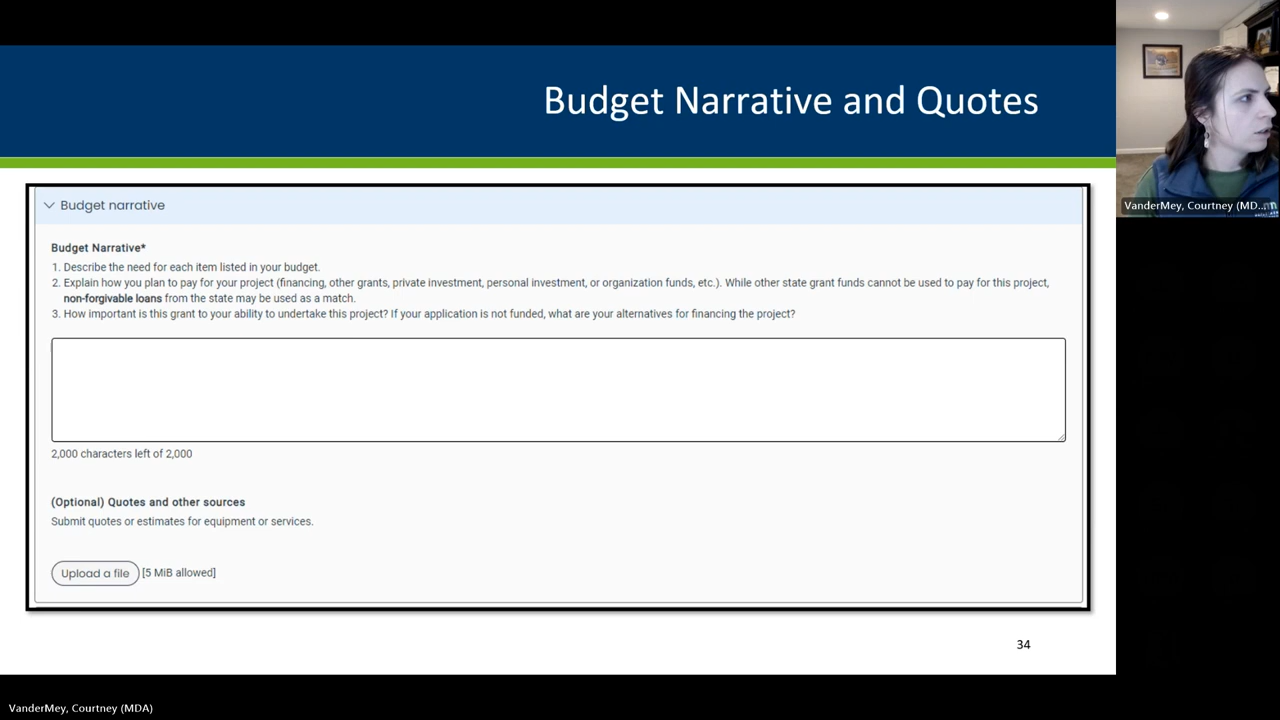 Budget Narrative and Quotes
Budget narrative
Budget Narrative*
1. Describe the need for each item listed in your budget.
2. Explain how you plan to pay for your project (financing, other grants, private investment, personal investment, or organization funds, etc.). While other state grant funds cannot be used to pay for this project,
non-forgivable loans from the state may be used as a match.
3. How important is this grant to your ability to undertake this project? If your application is not funded, what are your alternatives for financing the project?
2,000 characters left of 2,000
(Optional) Quotes and other sources
Submit quotes or estimates for equipment or services.
Upload a file [5 MiB allowed]
34
VanderMey, Courtney (MD...
VanderMey, Courtney (MDA)